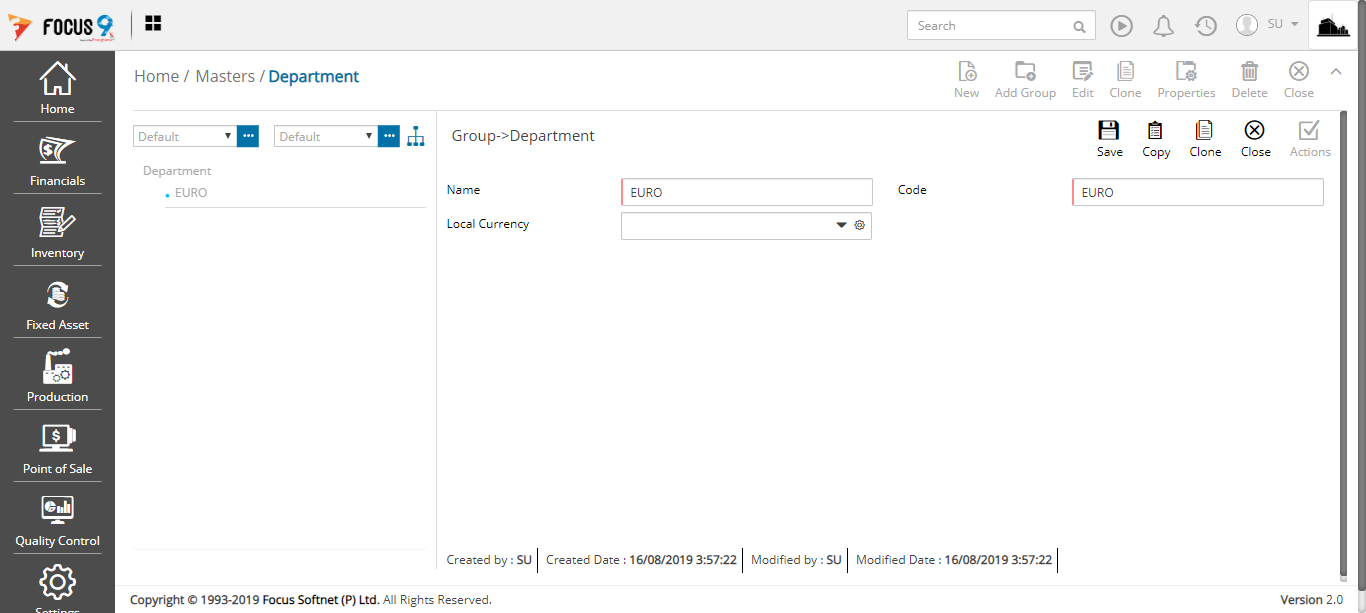 FOCUS 9
Search
SU
Home
Financials
Inventory
Fixed Asset
Production
Point of Sale
Quality Control
Settings
Home / Masters / Department
New
Add Group
Edit
Clone
Properties
Delete
Close
Default
Default
Department
EURO
Group->Department
Save
Copy
Clone
Close
Actions
Name
EURO
Code
EURO
Local Currency
Created by : SU
Created Date : 16/08/2019 3:57:22
Modified by : SU
Modified Date : 16/08/2019 3:57:22
Copyright © 1993-2019 Focus Softnet (P) Ltd. All Rights Reserved.
Version 2.0